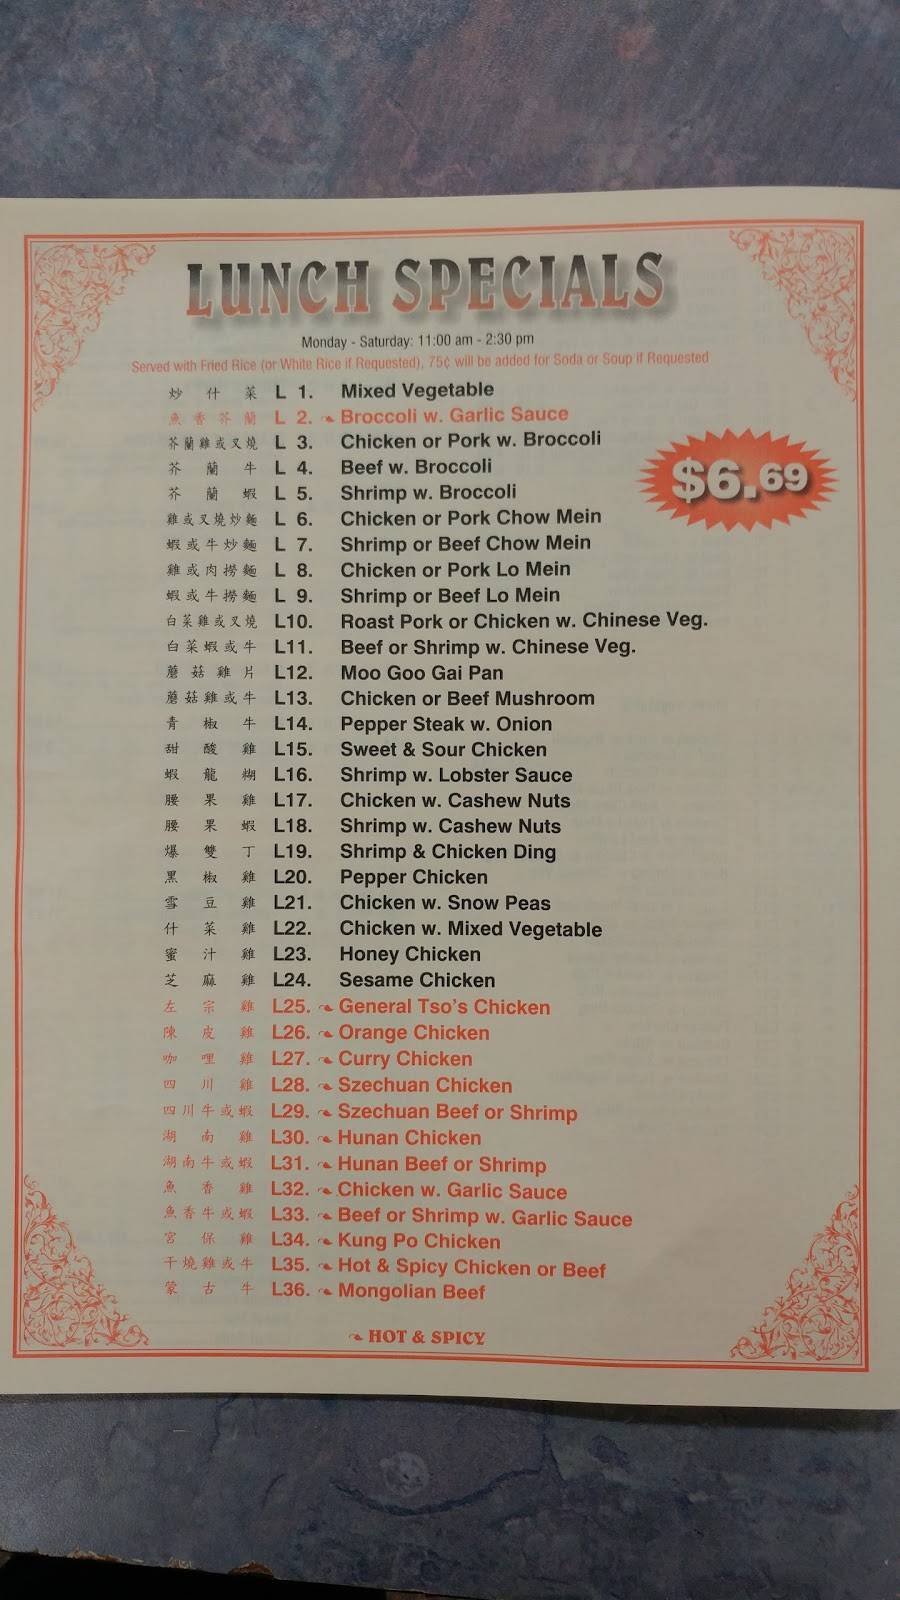 LUNCH SPECIALS
Monday - Saturday: 11:00 am - 2:30 pm
Served with Fried Rice (or White Rice if Requested), 75¢ will be added for Soda or Soup if Requested
炒什菜 L 1. Mixed Vegetable
魚香芥蘭 L 2. Broccoli w. Garlic Sauce
芥蘭雞或叉燒 L 3. Chicken or Pork w. Broccoli
芥蘭牛 L 4. Beef w. Broccoli
$6.69
芥蘭蝦 L 5. Shrimp w. Broccoli
雞或叉燒炒麵 L 6. Chicken or Pork Chow Mein
蝦或牛炒麵 L 7. Shrimp or Beef Chow Mein
雞或肉撈麵 L 8. Chicken or Pork Lo Mein
蝦或牛撈麵 L 9. Shrimp or Beef Lo Mein
白菜雞或叉燒 L10. Roast Pork or Chicken w. Chinese Veg.
白菜蝦或牛 L11. Beef or Shrimp w. Chinese Veg.
蘑菇雞片 L12. Moo Goo Gai Pan
蘑菇雞或牛 L13. Chicken or Beef Mushroom
青椒牛 L14. Pepper Steak w. Onion
甜酸雞 L15. Sweet & Sour Chicken
蝦龍糊 L16. Shrimp w. Lobster Sauce
腰果雞 L17. Chicken w. Cashew Nuts
腰果蝦 L18. Shrimp w. Cashew Nuts
爆雙丁 L19. Shrimp & Chicken Ding
黑椒雞 L20. Pepper Chicken
雪豆雞 L21. Chicken w. Snow Peas
什菜雞 L22. Chicken w. Mixed Vegetable
蜜汁雞 L23. Honey Chicken
芝麻雞 L24. Sesame Chicken
左宗雞 L25. General Tso's Chicken
陳皮雞 L26. Orange Chicken
咖哩雞 L27. Curry Chicken
四川雞 L28. Szechuan Chicken
四川牛或蝦 L29. Szechuan Beef or Shrimp
湖南雞 L30. Hunan Chicken
湖南牛或蝦 L31. Hunan Beef or Shrimp
魚香雞 L32. Chicken w. Garlic Sauce
魚香牛或蝦 L33. Beef or Shrimp w. Garlic Sauce
宮保雞 L34. Kung Po Chicken
干燒雞或牛 L35. Hot & Spicy Chicken or Beef
蒙古牛 L36. Mongolian Beef
HOT & SPICY